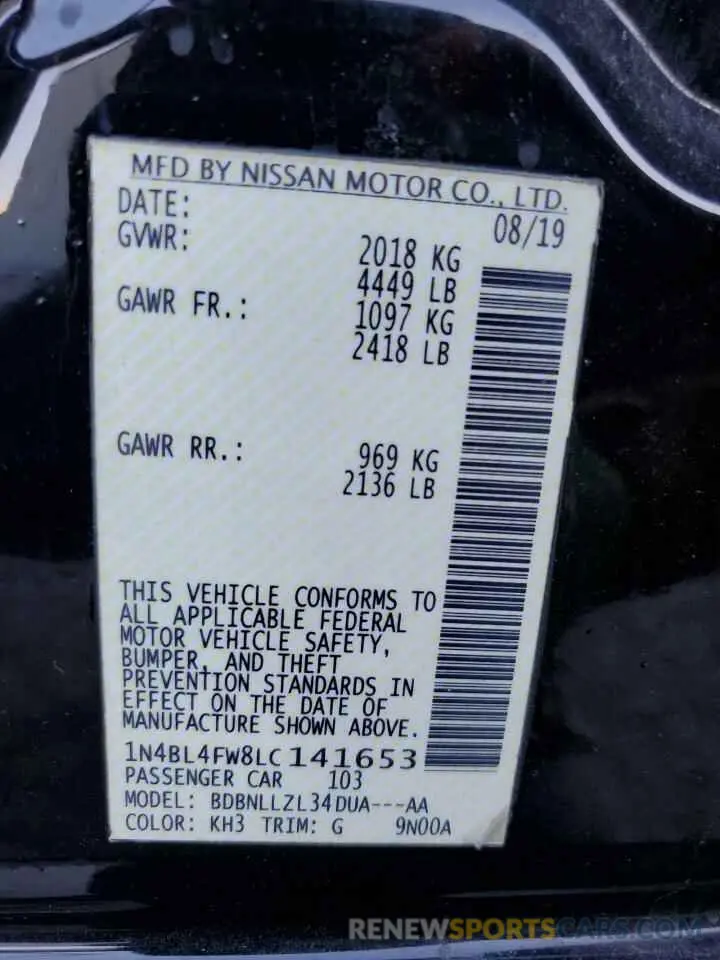 MFD BY NISSAN MOTOR CO., LTD.
DATE: 08/19
GVWR: 2018 KG
4449 LB
GAWR FR.: 1097 KG
2418 LB
GAWR RR.: 969 KG
2136 LB
THIS VEHICLE CONFORMS TO
ALL APPLICABLE FEDERAL
MOTOR VEHICLE SAFETY,
BUMPER, AND THEFT
PREVENTION STANDARDS IN
EFFECT ON THE DATE OF
MANUFACTURE SHOWN ABOVE.
1N4BL4FW8LC141653
PASSENGER CAR 103
MODEL: BDBNLLZL34DUA---AA
COLOR: KH3 TRIM: G 9N00A
RENEWSPORTSCARS.COM